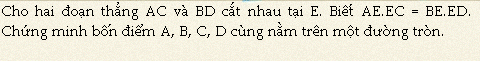 Cho hai đoạn thẳng AC và BD cắt nhau tại E. Biết AE.EC = BE.ED.
Chứng minh bốn điểm A, B, C, D cùng nằm trên một đường tròn.